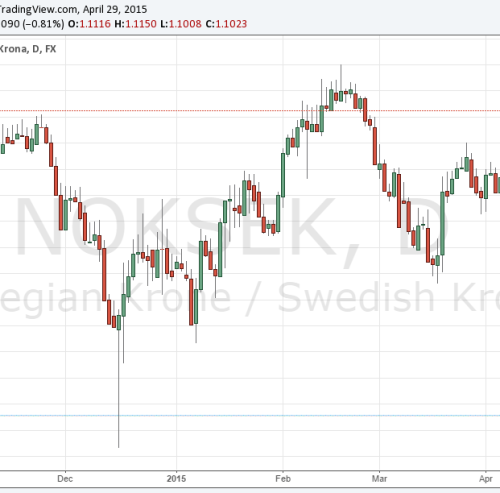 TradingView.com, April 29, 2015
090 (−0.81%) O:1.1116 H:1.1150 L:1.1008 C:1.1023
Krona, D, FX
NOKSEK, D
egian Krone / Swedish Kro
Dec 2015 Feb Mar Apr